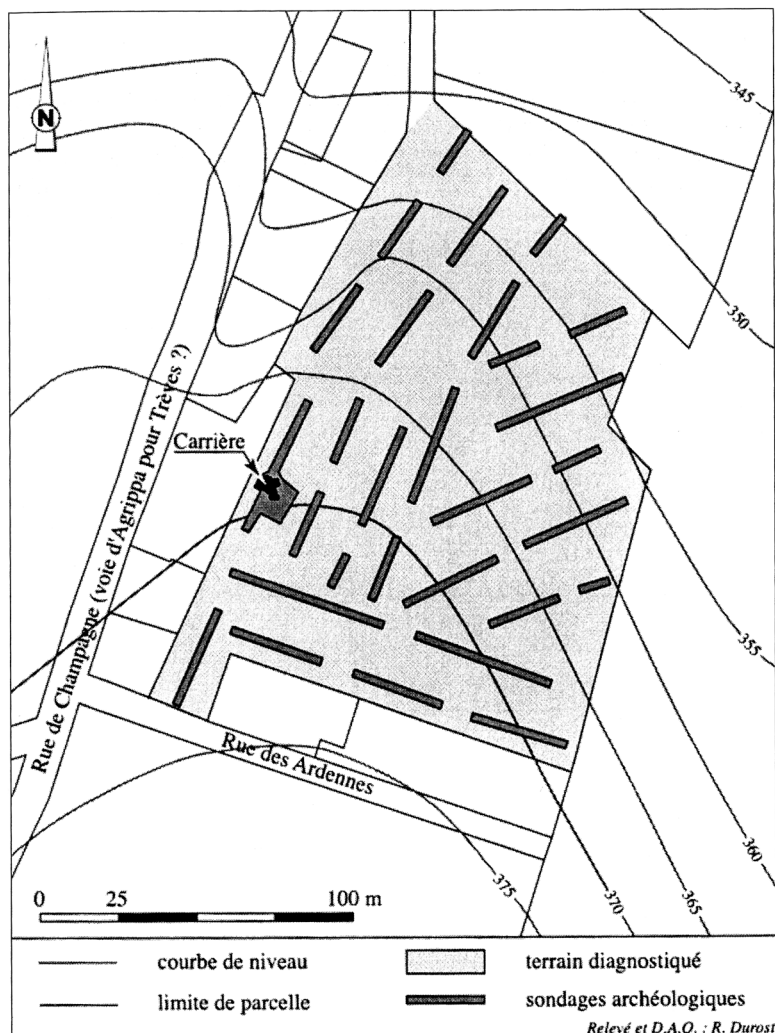 N
345
350
Rue de Champagne (voie d'Agrippa pour Trèves ?)
Carrière
355
Rue des Ardennes
360
365
370
375
0 25 100 m
courbe de niveau
terrain diagnostiqué
limite de parcelle
sondages archéologiques
Relevé et D.A.O. : R. Durost